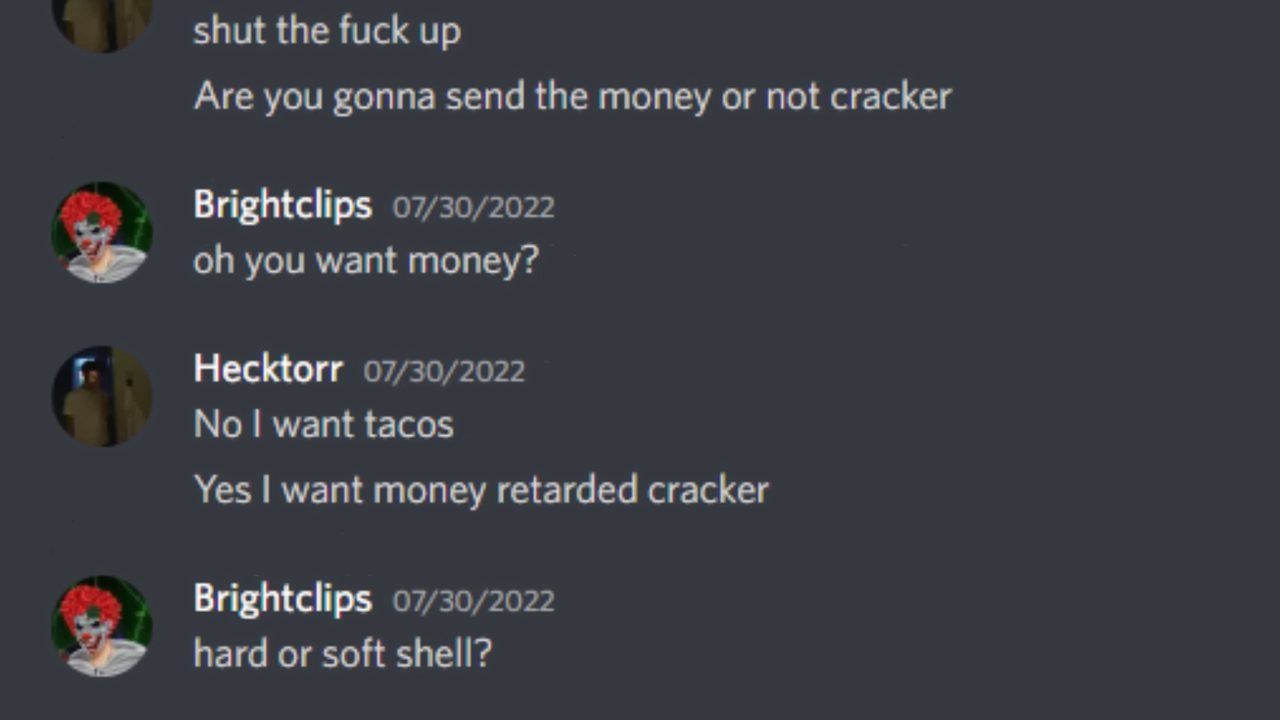 shut the fuck up
Are you gonna send the money or not cracker
Brightclips 07/30/2022
oh you want money?
Hecktorr 07/30/2022
No I want tacos
Yes I want money retarded cracker
Brightclips 07/30/2022
hard or soft shell?